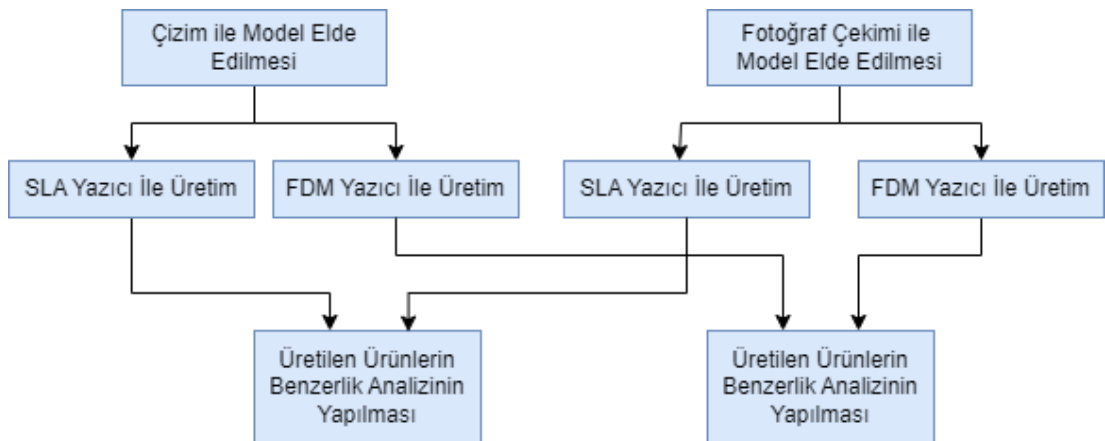 Çizim ile Model Elde
Edilmesi
Fotoğraf Çekimi ile
Model Elde Edilmesi
SLA Yazıcı İle Üretim
FDM Yazıcı İle Üretim
SLA Yazıcı İle Üretim
FDM Yazıcı İle Üretim
Üretilen Ürünlerin
Benzerlik Analizinin
Yapılması
Üretilen Ürünlerin
Benzerlik Analizinin
Yapılması